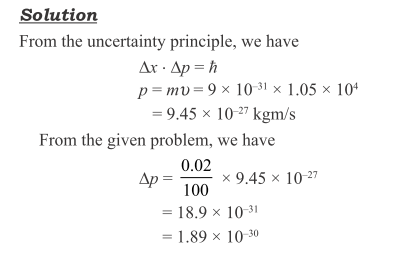 Solution
From the uncertainty principle, we have
Δx · Δp = ħ
p = mυ = 9 × 10⁻³¹ × 1.05 × 10⁴
= 9.45 × 10⁻²⁷ kgm/s
From the given problem, we have
Δp = 0.02/100 × 9.45 × 10⁻²⁷
= 18.9 × 10⁻³¹
= 1.89 × 10⁻³⁰